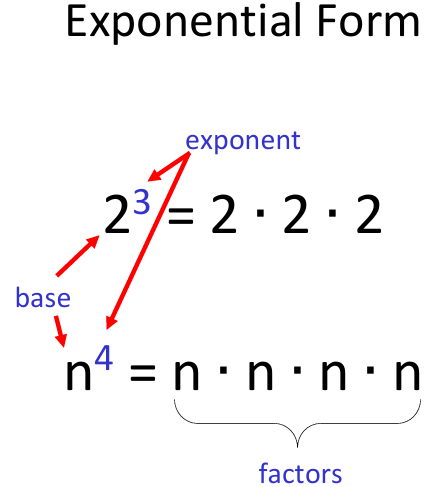 Exponential Form
exponent
2³ = 2 · 2 · 2
base
n⁴ = n · n · n · n
factors